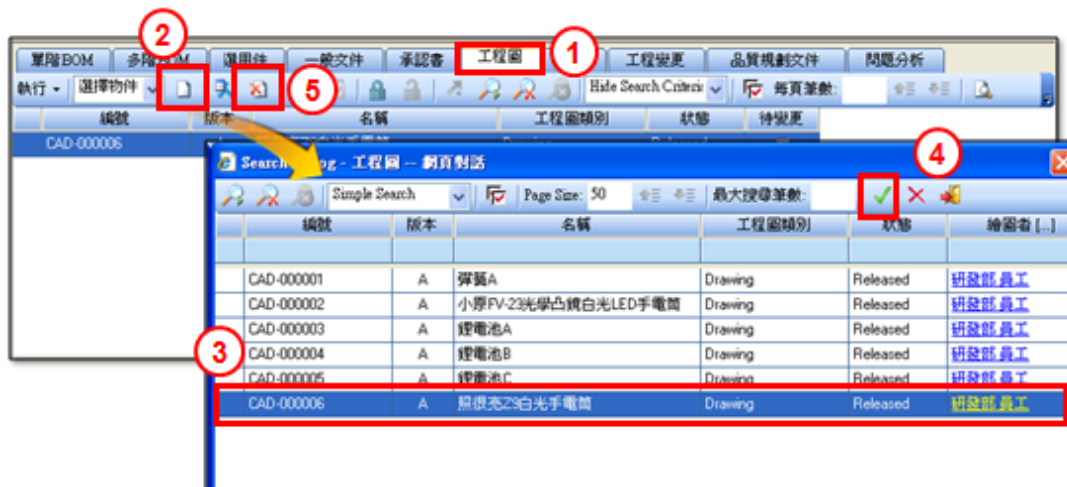 2
1
單階BOM 多階BOM 選用件 一般文件 承認書 工程圖 工程變更 品質規劃文件 問題分析
執行 選擇物件 5 Hide Search Criteria 每頁筆數:
編號 版本 名稱 工程圖類別 狀態 待變更
CAD-000006
4
Search Dialog - 工程圖 -- 網頁對話
Simple Search Page Size: 50 最大搜尋筆數:
編號 版本 名稱 工程圖類別 狀態 繪圖者 [...]
CAD-000001 A 彈簧A Drawing Released 研發部 員工
CAD-000002 A 小原FV-23光學凸鏡白光LED手電筒 Drawing Released 研發部 員工
CAD-000003 A 鋰電池A Drawing Released 研發部 員工
3
CAD-000004 A 鋰電池B Drawing Released 研發部 員工
CAD-000005 A 鋰電池C Drawing Released 研發部 員工
CAD-000006 A 照很亮Z9白光手電筒 Drawing Released 研發部 員工